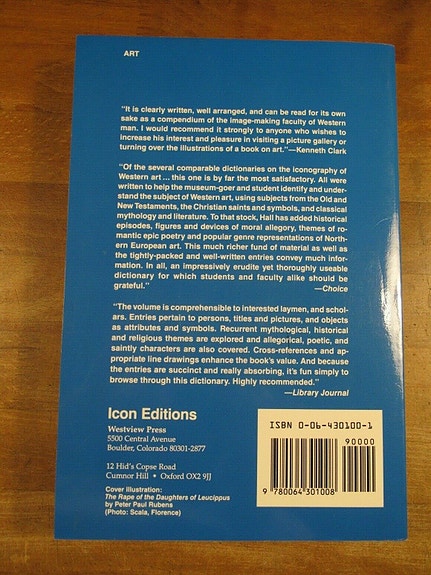 ART
"It is clearly written, well arranged, and can be read for its own
sake as a compendium of the image-making faculty of Western
man. I would recommend it strongly to anyone who wishes to
increase his interest and pleasure in visiting a picture gallery or
turning over the illustrations of a book on art."—Kenneth Clark
"Of the several comparable dictionaries on the iconography of
Western art ... this one is by far the most satisfactory. All were
written to help the museum-goer and student identify and under-
stand the subject of Western art, using subjects from the Old and
New Testaments, the Christian saints and symbols, and classical
mythology and literature. To that stock, Hall has added historical
episodes, figures and devices of moral allegory, themes of ro-
mantic epic poetry and popular genre representations of North-
ern European art. This much richer fund of material as well as
the tightly-packed and well-written entries convey much infor-
mation. In all, an impressively erudite yet thoroughly useable
dictionary for which students and faculty alike should be
grateful." —Choice
"The volume is comprehensible to interested laymen, and schol-
ars. Entries pertain to persons, titles and pictures, and objects
as attributes and symbols. Recurrent mythological, historical
and religious themes are explored and allegorical, poetic, and
saintly characters are also covered. Cross-references and ap-
propriate line drawings enhance the book's value. And because
the entries are succinct and really absorbing, it's fun simply to
browse through this dictionary. Highly recommended."
—Library Journal
Icon Editions
Westview Press
5500 Central Avenue
Boulder, Colorado 80301-2877
12 Hid's Copse Road
Cumnor Hill • Oxford OX2 9JJ
Cover illustration:
The Rape of the Daughters of Leucippus
by Peter Paul Rubens
(Photo: Scala, Florence)
ISBN 0-06-430100-1
90000
9 780064 301008